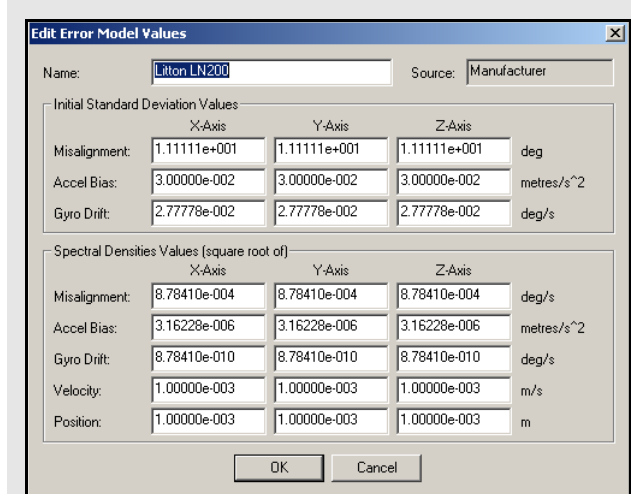 Edit Error Model Values
Name: Litton LN200 Source: Manufacturer
Initial Standard Deviation Values
X-Axis Y-Axis Z-Axis
Misalignment: 1.11111e+001 1.11111e+001 1.11111e+001 deg
Accel Bias: 3.00000e-002 3.00000e-002 3.00000e-002 metres/s^2
Gyro Drift: 2.77778e-002 2.77778e-002 2.77778e-002 deg/s
Spectral Densities Values (square root of)
X-Axis Y-Axis Z-Axis
Misalignment: 8.78410e-004 8.78410e-004 8.78410e-004 deg/s
Accel Bias: 3.16228e-006 3.16228e-006 3.16228e-006 metres/s^2
Gyro Drift: 8.78410e-010 8.78410e-010 8.78410e-010 deg/s
Velocity: 1.00000e-003 1.00000e-003 1.00000e-003 m/s
Position: 1.00000e-003 1.00000e-003 1.00000e-003 m
OK Cancel